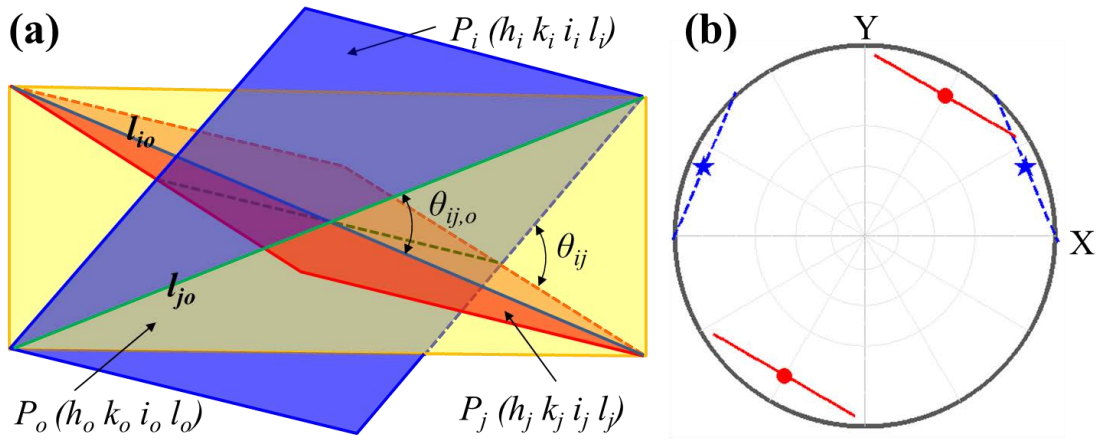 (a)
P_i (h_i k_i i_i l_i)
l_io
θ_ij,o
θ_ij
l_jo
P_o (h_o k_o i_o l_o)
P_j (h_j k_j i_j l_j)
(b)
Y
X